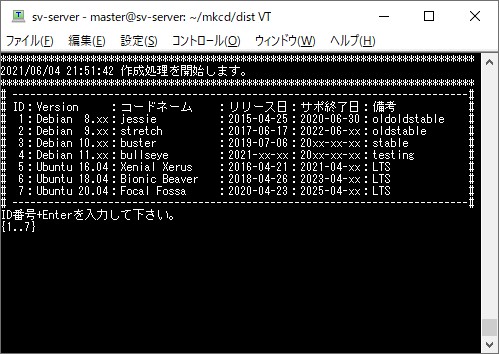 sv-server - master@sv-server: ~/mkcd/dist VT
ファイル(F) 編集(E) 設定(S) コントロール(O) ウィンドウ(W) ヘルプ(H)
********************************************************************************
2021/06/04 21:51:42 作成処理を開始します。
********************************************************************************
#-----------------------------------------------------------------------------#
# ID：Version     ：コードネーム    ：リリース日：サポ終了日：備考            #
#  1：Debian  8.xx：jessie          ：2015-04-25：2020-06-30：oldoldstable    #
#  2：Debian  9.xx：stretch         ：2017-06-17：2022-06-xx：oldstable       #
#  3：Debian 10.xx：buster          ：2019-07-06：20xx-xx-xx：stable          #
#  4：Debian 11.xx：bullseye        ：2021-xx-xx：20xx-xx-xx：testing         #
#  5：Ubuntu 16.04：Xenial Xerus    ：2016-04-21：2021-04-xx：LTS             #
#  6：Ubuntu 18.04：Bionic Beaver   ：2018-04-26：2023-04-xx：LTS             #
#  7：Ubuntu 20.04：Focal Fossa     ：2020-04-23：2025-04-xx：LTS             #
#-----------------------------------------------------------------------------#
ID番号+Enterを入力して下さい。
{1..7}